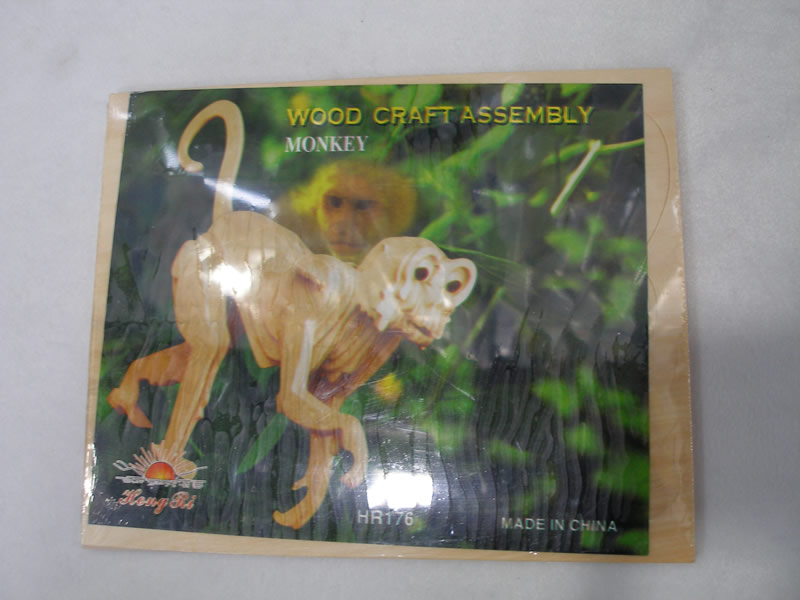 WOOD CRAFT ASSEMBLY
MONKEY
Hong Ri
HR176
MADE IN CHINA